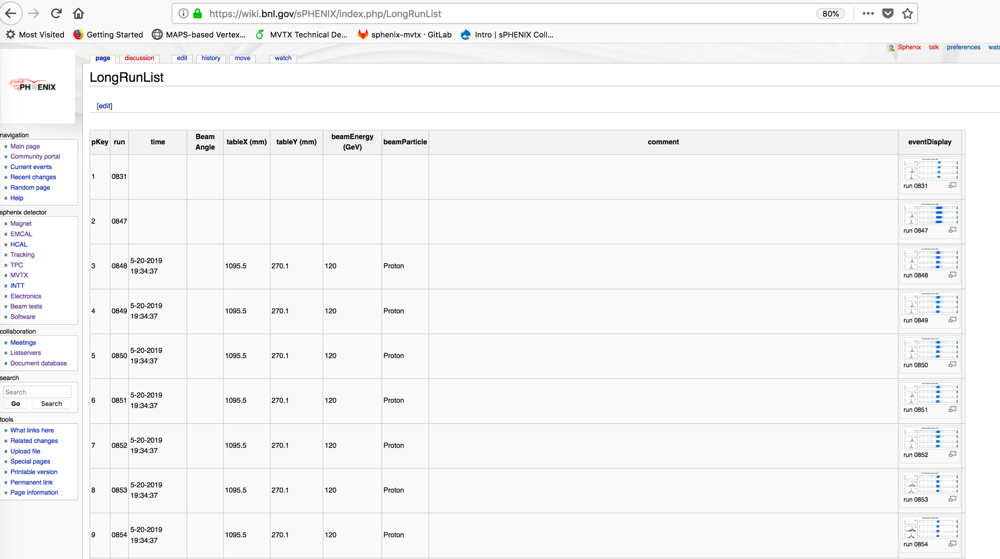 https://wiki.bnl.gov/sPHENIX/index.php/LongRunList
80%
Most Visited
Getting Started
MAPS-based Vertex...
MVTX Technical De...
sphenix-mvtx · GitLab
Intro | sPHENIX Coll...
Sphenix talk preferences
page discussion edit history move watch
PH ENIX
LongRunList
[edit]
navigation
Main page
Community portal
Current events
Recent changes
Random page
Help
sphenix detector
Magnet
EMCAL
HCAL
Tracking
TPC
MVTX
INTT
Electronics
Beam tests
Software
collaboration
Meetings
Listservers
Document database
search
Search
Go Search
tools
What links here
Related changes
Upload file
Special pages
Printable version
Permanent link
Page information
pKey run time Beam Angle tableX (mm) tableY (mm) beamEnergy (GeV) beamParticle comment eventDisplay
1 0831
run 0831
2 0847
run 0847
3 0848 5-20-2019 19:34:37 1095.5 270.1 120 Proton
run 0848
4 0849 5-20-2019 19:34:37 1095.5 270.1 120 Proton
run 0849
5 0850 5-20-2019 19:34:37 1095.5 270.1 120 Proton
run 0850
6 0851 5-20-2019 19:34:37 1095.5 270.1 120 Proton
run 0851
7 0852 5-20-2019 19:34:37 1095.5 270.1 120 Proton
run 0852
8 0853 5-20-2019 19:34:37 1095.5 270.1 120 Proton
run 0853
9 0854 5-20-2019 19:34:37 1095.5 270.1 120 Proton
run 0854